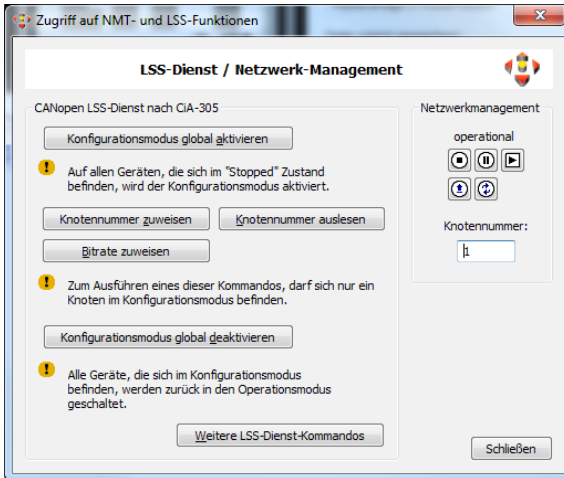 Zugriff auf NMT- und LSS-Funktionen
LSS-Dienst / Netzwerk-Management
CANopen LSS-Dienst nach CiA-305
Konfigurationsmodus global aktivieren
Auf allen Geräten, die sich im "Stopped" Zustand
befinden, wird der Konfigurationsmodus aktiviert.
Knotennummer zuweisen
Knotennummer auslesen
Bitrate zuweisen
Zum Ausführen eines dieser Kommandos, darf sich nur ein
Knoten im Konfigurationsmodus befinden.
Konfigurationsmodus global deaktivieren
Alle Geräte, die sich im Konfigurationsmodus
befinden, werden zurück in den Operationsmodus
geschaltet.
Weitere LSS-Dienst-Kommandos
Netzwerkmanagement
operational
Knotennummer:
1
Schließen